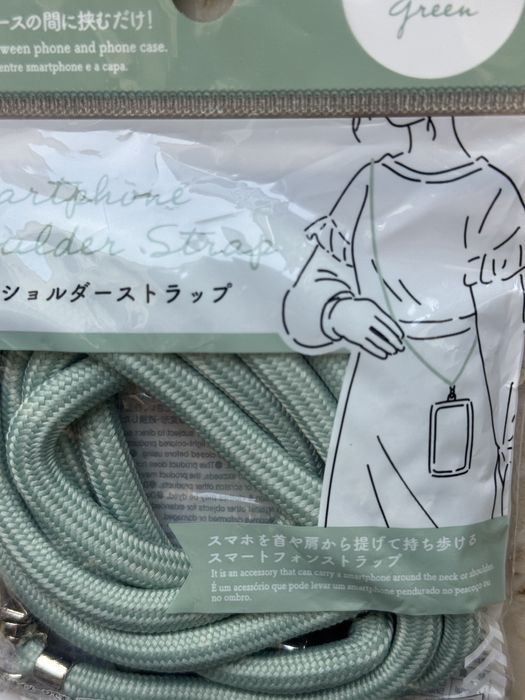 ースの間に挟むだけ！
ween phone and phone case.
entre smartphone e a capa.
Green
artphone
oulder Strap
ショルダーストラップ
スマホを首や肩から提げて持ち歩ける
スマートフォンストラップ
It is an accessory that can carry a smartphone around the neck or shoulder.
É um acessório que pode levar um smartphone pendurado no pescoço ou
no ombro.